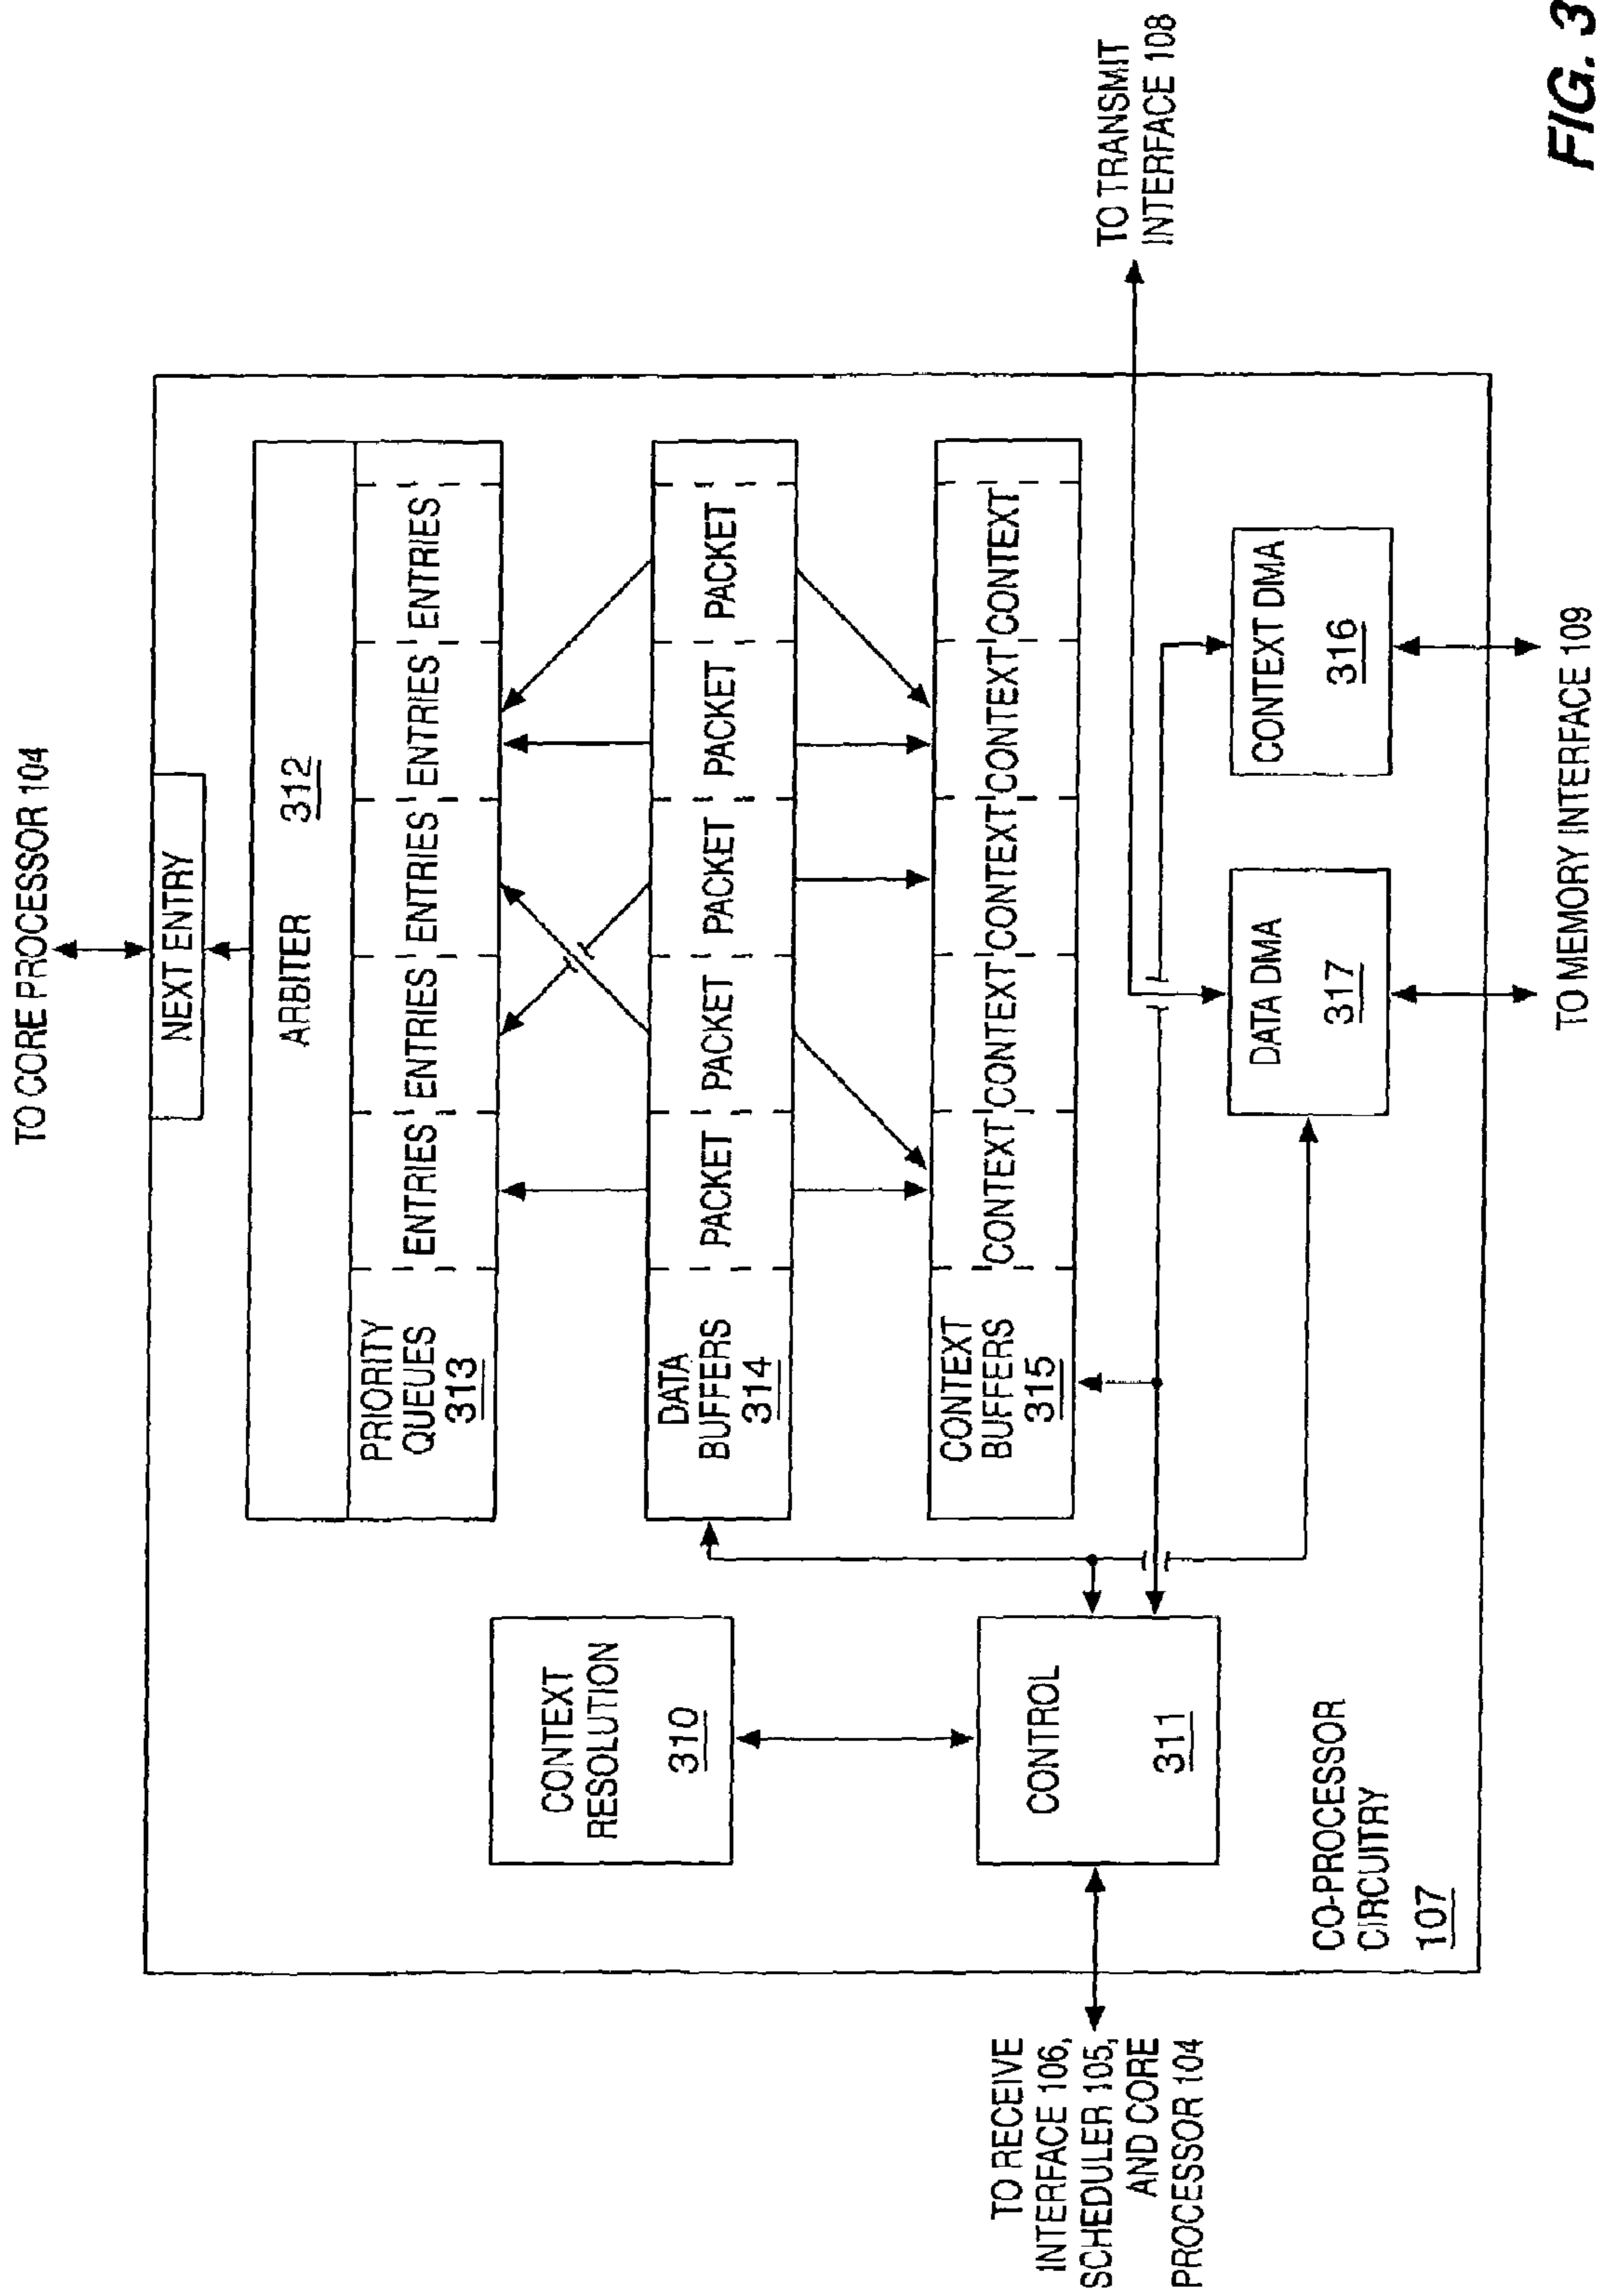 TO CORE PROCESSOR 104
NEXT ENTRY
ARBITER 312
PRIORITY
QUEUES
313
ENTRIES ENTRIES ENTRIES ENTRIES ENTRIES
DATA
BUFFERS
314
PACKET PACKET PACKET PACKET PACKET
CONTEXT
BUFFERS
315
CONTEXT CONTEXT CONTEXT CONTEXT CONTEXT
CONTEXT
RESOLUTION
310
CONTROL
311
TO RECEIVE
INTERFACE 106,
SCHEDULER 105,
AND CORE
PROCESSOR 104
TO TRANSMIT
INTERFACE 108
DATA DMA
317
CONTEXT DMA
316
CO-PROCESSOR
CIRCUITRY
107
TO MEMORY INTERFACE 109
FIG. 3